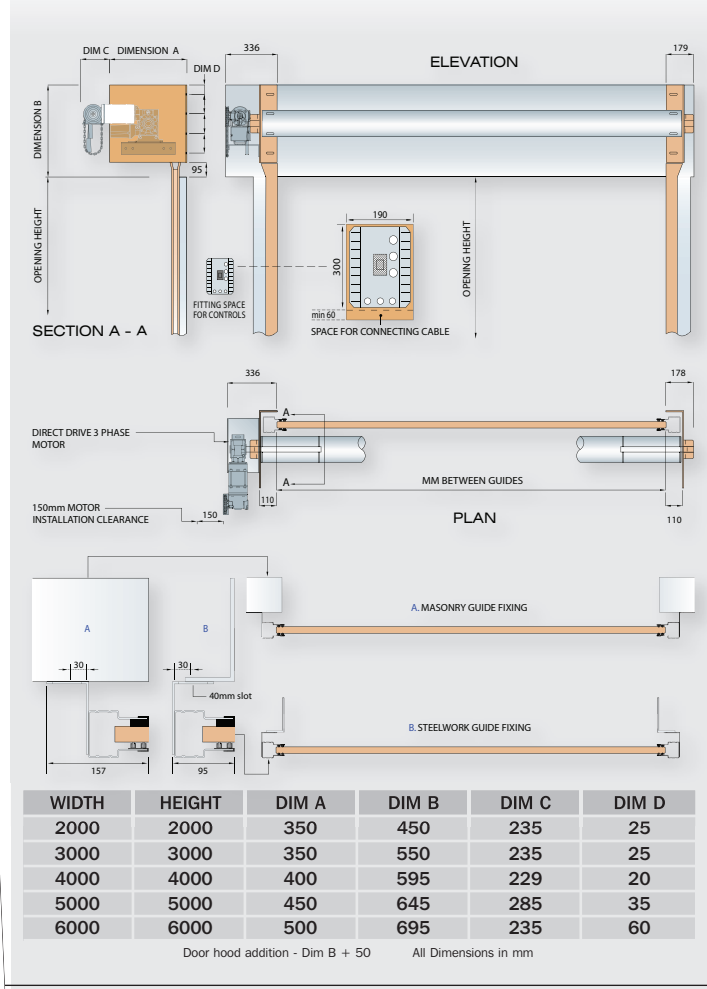 DIM C DIMENSION A
DIM D
336
ELEVATION
179
DIMENSION B
95
OPENING HEIGHT
190
300
OPENING HEIGHT
FITTING SPACE
FOR CONTROLS
min 60
SPACE FOR CONNECTING CABLE
SECTION A - A
336
178
A
DIRECT DRIVE 3 PHASE
MOTOR
A
MM BETWEEN GUIDES
110
150mm MOTOR
INSTALLATION CLEARANCE
150
PLAN
110
A
B
A. MASONRY GUIDE FIXING
30
30
40mm slot
B. STEELWORK GUIDE FIXING
157
95
WIDTH HEIGHT DIM A DIM B DIM C DIM D
2000 2000 350 450 235 25
3000 3000 350 550 235 25
4000 4000 400 595 229 20
5000 5000 450 645 285 35
6000 6000 500 695 235 60
Door hood addition - Dim B + 50 All Dimensions in mm